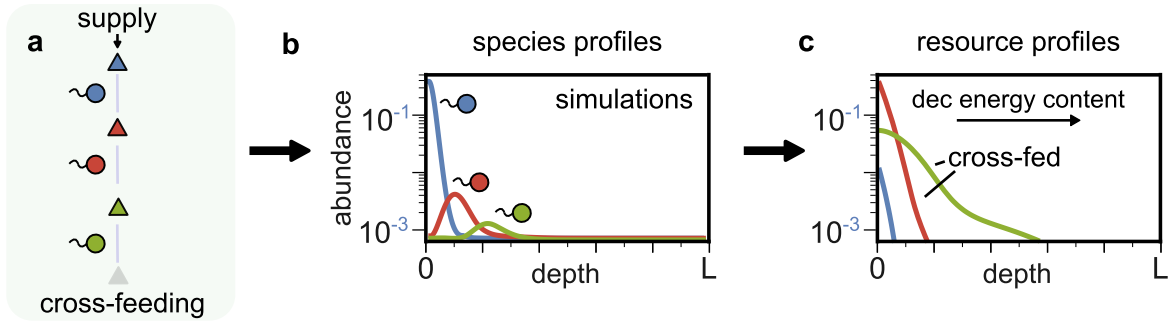 a
supply
cross-feeding
b
species profiles
simulations
abundance
10-1
10-3
0
depth
L
c
resource profiles
dec energy content
cross-fed
10-1
10-3
0
depth
L